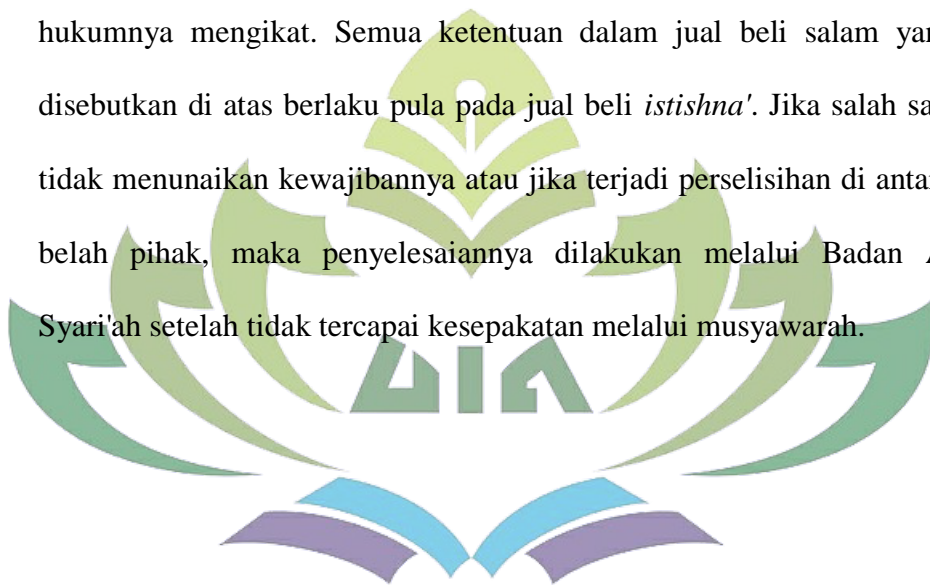 hukumnya mengikat. Semua ketentuan dalam jual beli salam
disebutkan di atas berlaku pula pada jual beli istishna'. Jika salah
tidak menunaikan kewajibannya atau jika terjadi perselisihan di
belah pihak, maka penyelesaiannya dilakukan melalui Badan
Syari'ah setelah tidak tercapai kesepakatan melalui musyawarah.
UIN